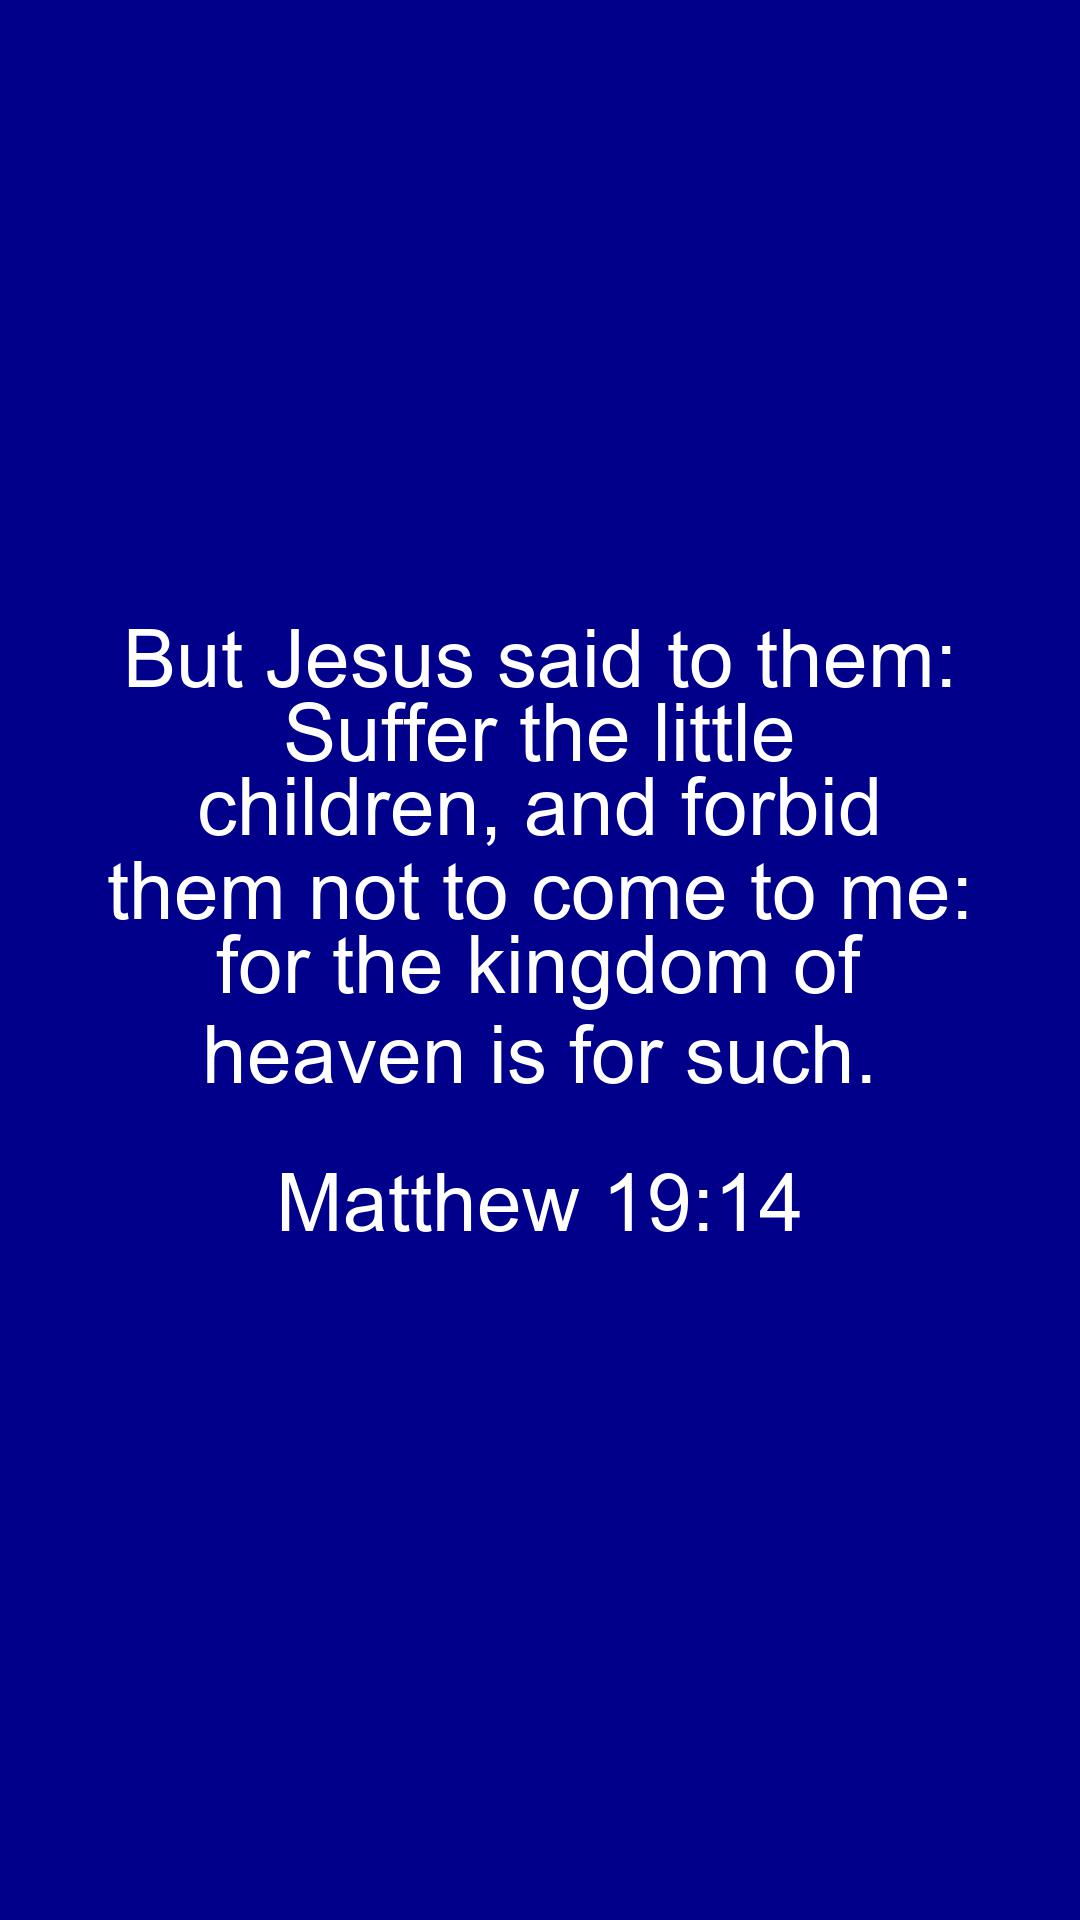 But Jesus said to them:
Suffer the little
children, and forbid
them not to come to me:
for the kingdom of
heaven is for such.
Matthew 19:14